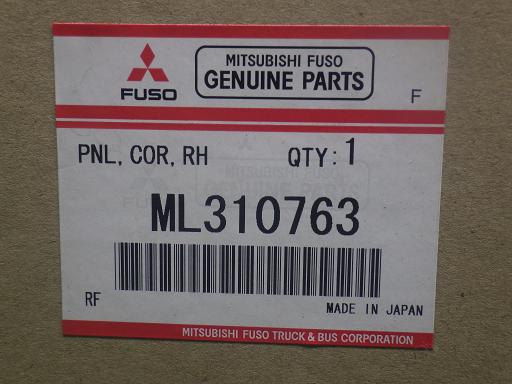 MITSUBISHI FUSO
GENUINE PARTS
FUSO
F
PNL, COR, RH QTY: 1
ML310763
RF
MADE IN JAPAN
MITSUBISHI FUSO TRUCK & BUS CORPORATION